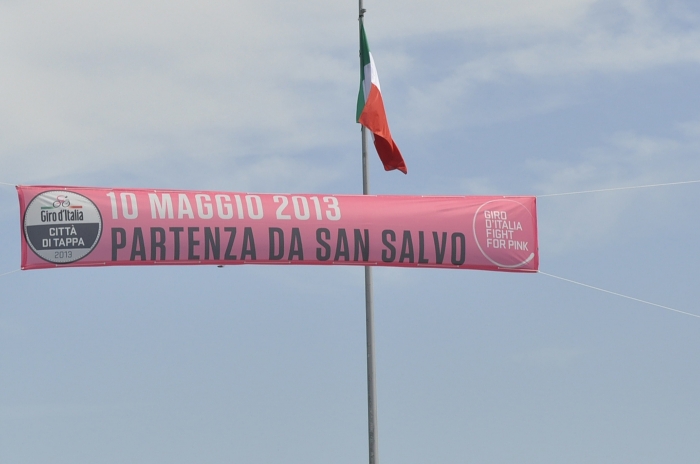 Giro d'Italia
CITTÀ
DI TAPPA
2013
10 MAGGIO 2013
PARTENZA DA SAN SALVO
GIRO
D'ITALIA
FIGHT
FOR PINK